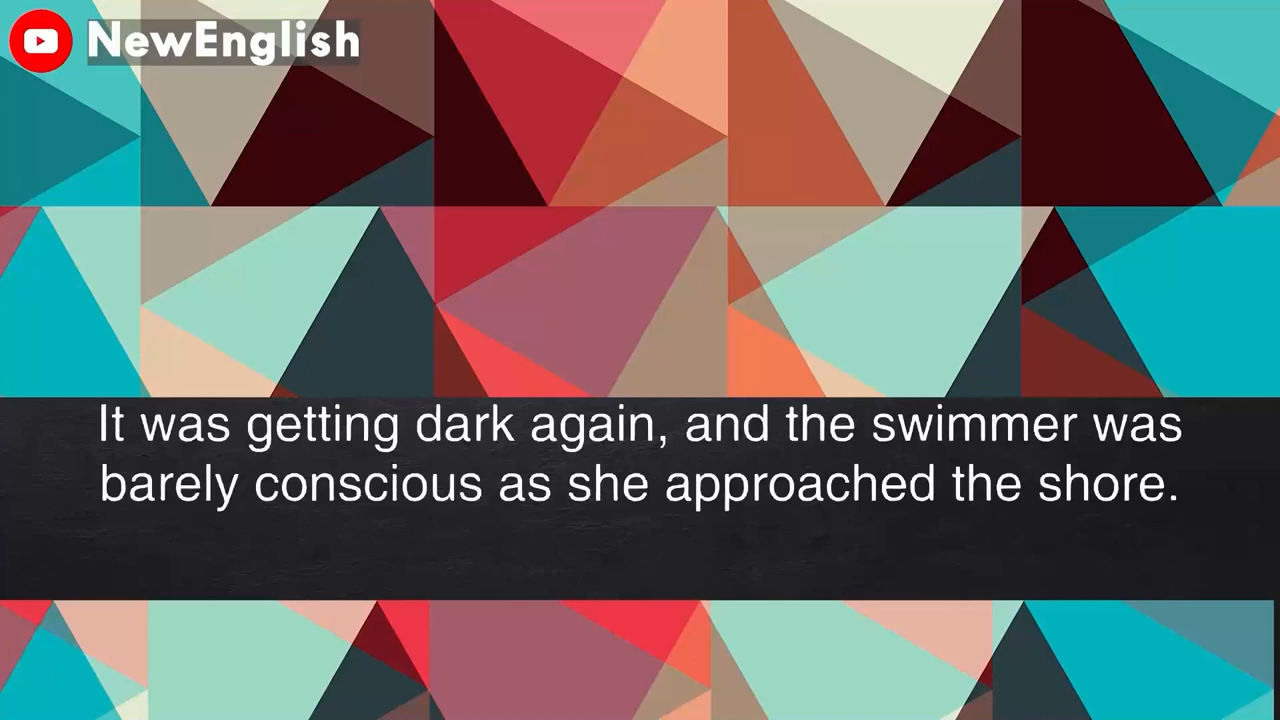 NewEnglish
It was getting dark again, and the swimmer was
barely conscious as she approached the shore.